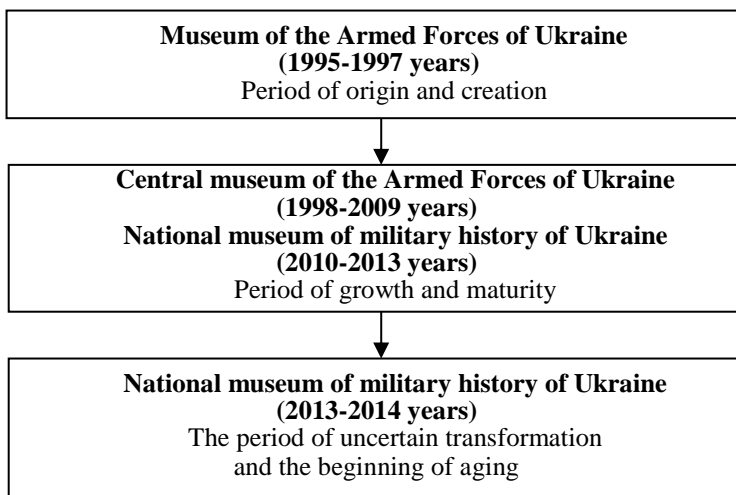 Museum of the Armed Forces of Ukraine
(1995-1997 years)
Period of origin and creation
Central museum of the Armed Forces of Ukraine
(1998-2009 years)
National museum of military history of Ukraine
(2010-2013 years)
Period of growth and maturity
National museum of military history of Ukraine
(2013-2014 years)
The period of uncertain transformation
and the beginning of aging